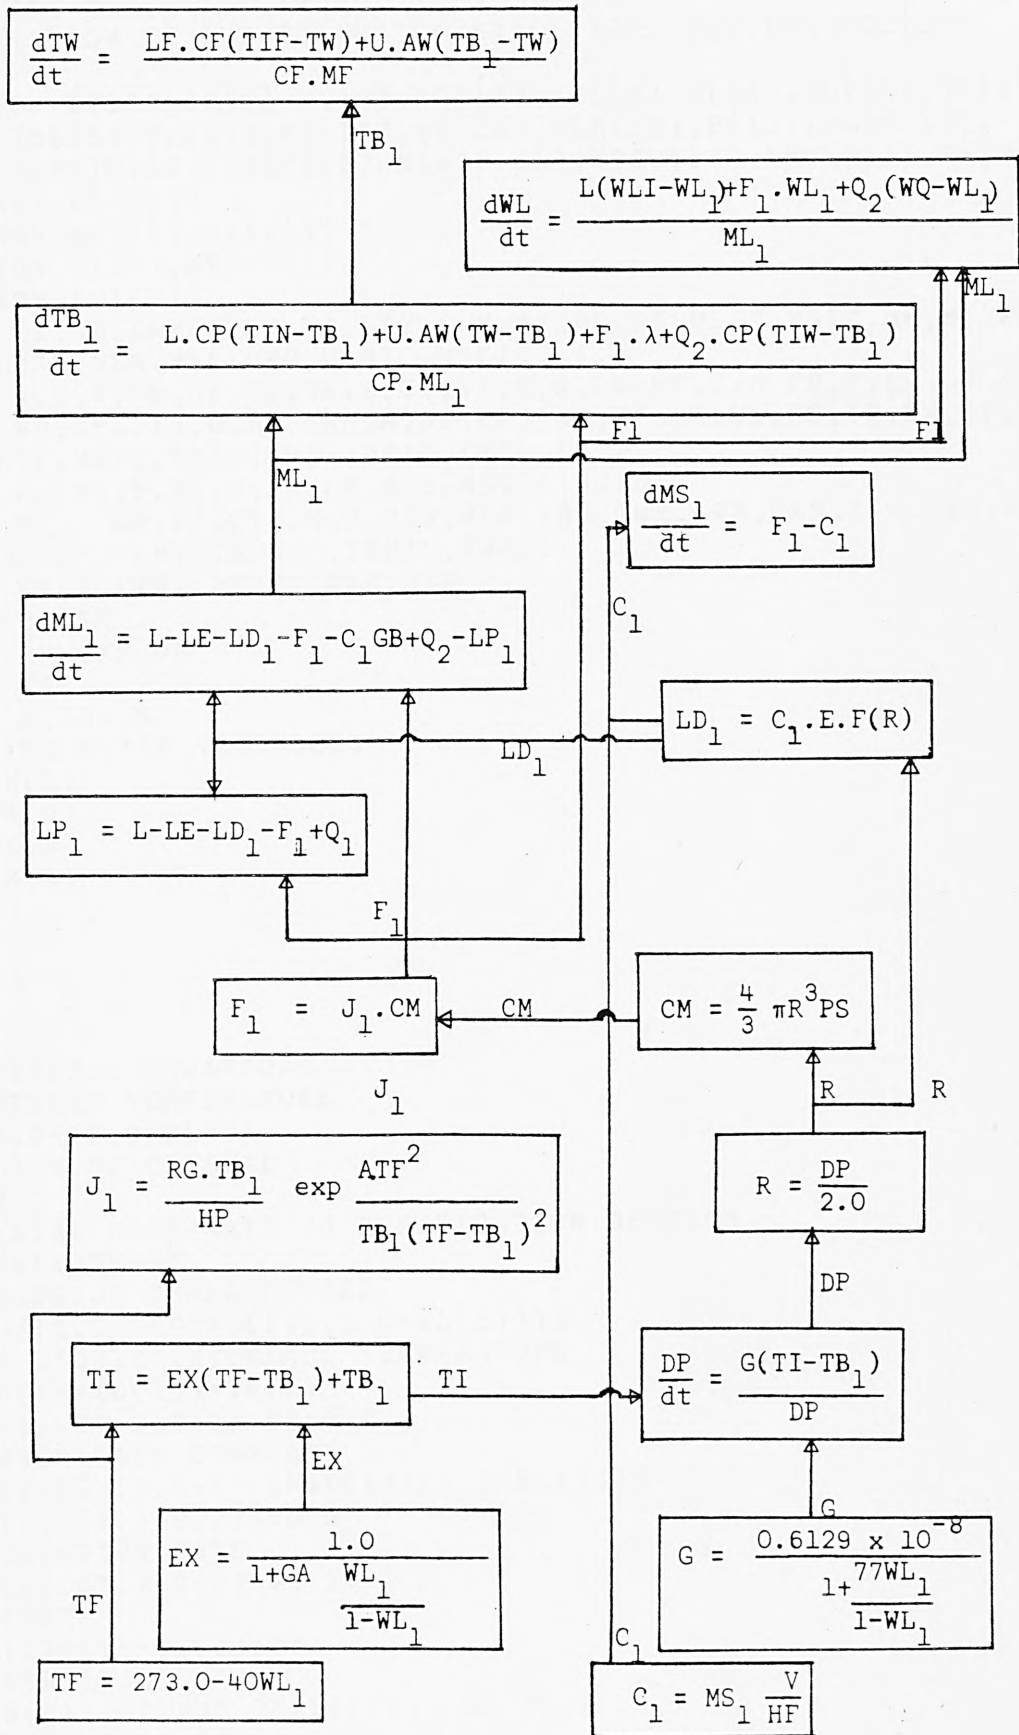 dTW/dt = LF.CF(TIF-TW)+U.AW(TB₁-TW) / CF.MF
TB₁
dWL/dt = L(WLI-WL₁)+F₁.WL₁+Q₂(WQ-WL₁) / ML₁
ML₁
dTB₁/dt = L.CP(TIN-TB₁)+U.AW(TW-TB₁)+F₁.λ+Q₂.CP(TIW-TB₁) / CP.ML₁
F1 F1
ML₁
dMS₁/dt = F₁-C₁
C₁
dML₁/dt = L-LE-LD₁-F₁-C₁GB+Q₂-LP₁
LD₁ = C₁.E.F(R)
LD₁
LP₁ = L-LE-LD₁-F₁+Q₁
F₁
F₁ = J₁.CM
CM
CM = 4/3 πR³PS
J₁
R R
J₁ = RG.TB₁/HP exp ATF²/TB₁(TF-TB₁)²
R = DP/2.0
DP
TI = EX(TF-TB₁)+TB₁
TI
DP/dt = G(TI-TB₁)/DP
EX
G
EX = 1.0 / 1+GA WL₁/1-WL₁
G = 0.6129 x 10⁻⁸ / 1+77WL₁/1-WL₁
TF
C₁
TF = 273.0-40WL₁
C₁ = MS₁ V/HF